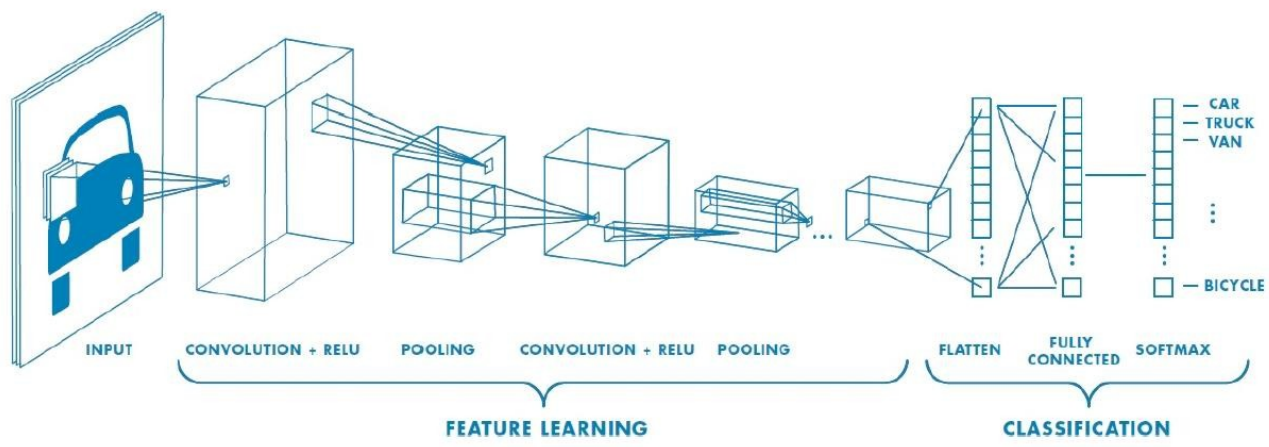 CAR
TRUCK
VAN
BICYCLE
INPUT
CONVOLUTION + RELU
POOLING
CONVOLUTION + RELU
POOLING
FLATTEN
FULLY
CONNECTED
SOFTMAX
FEATURE LEARNING
CLASSIFICATION